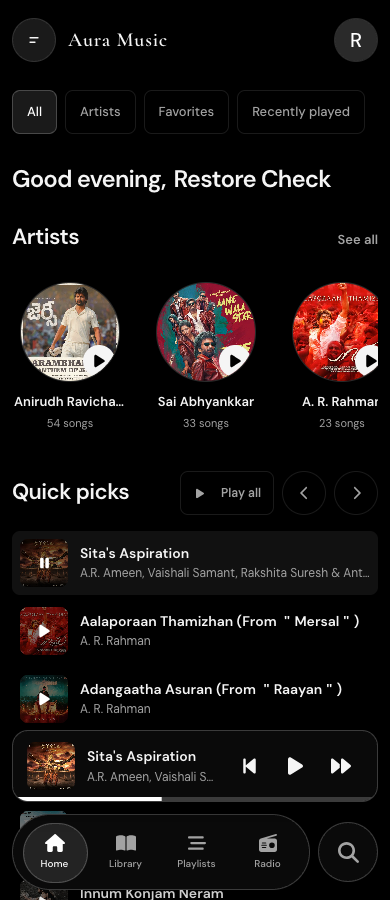 Aura Music
R
All
Artists
Favorites
Recently played
Good evening, Restore Check
Artists
See all
జెర్సీ
AAME
WALA
STAR
Anirudh Ravicha...
Sai Abhyankkar
A. R. Rahman
54 songs
33 songs
23 songs
Quick picks
Play all
Sita's Aspiration
A.R. Ameen, Vaishali Samant, Rakshita Suresh & Ant...
Aalaporaan Thamizhan (From "Mersal")
A. R. Rahman
Adangaatha Asuran (From "Raayan")
A. R. Rahman
Sita's Aspiration
A.R. Ameen, Vaishali S...
Home
Library
Playlists
Radio
Innum Konjam Neram